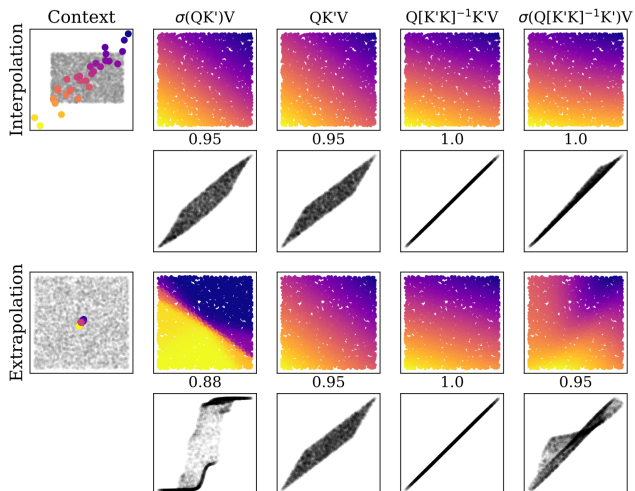 Context
σ(QK')V
QK'V
Q[K'K]⁻¹K'V
σ(Q[K'K]⁻¹K')V
Interpolation
0.95
0.95
1.0
1.0
Extrapolation
0.88
0.95
1.0
0.95